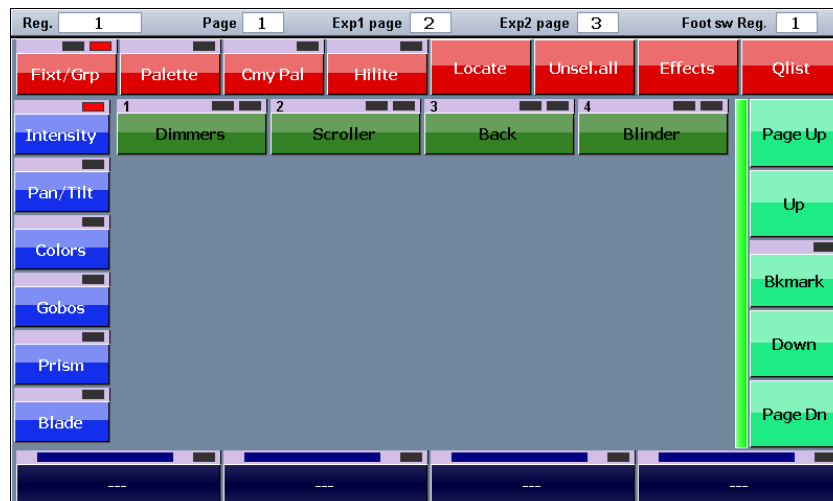 Reg. 1 Page 1 Exp1 page 2 Exp2 page 3 Foot sw Reg. 1
Fixt/Grp Palette Cmy Pal Hilite Locate Unsel.all Effects Qlist
1 2 3 4
Intensity Dimmers Scroller Back Blinder Page Up
Pan/Tilt Up
Colors
Bkmark
Gobos
Down
Prism
Page Dn
Blade
--- --- --- ---